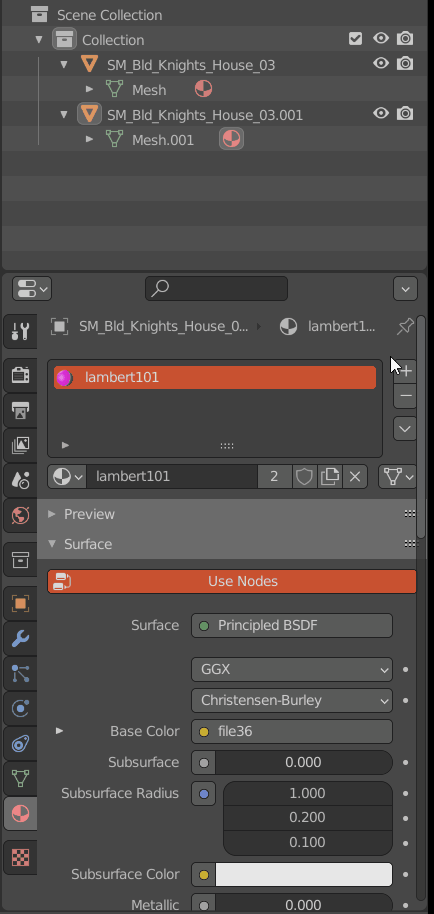 Scene Collection
Collection
SM_Bld_Knights_House_03
Mesh
SM_Bld_Knights_House_03.001
Mesh.001
SM_Bld_Knights_House_0... lambert1...
lambert101
lambert101 2
Preview
Surface
Use Nodes
Surface Principled BSDF
GGX
Christensen-Burley
Base Color file36
Subsurface 0.000
Subsurface Radius 1.000
0.200
0.100
Subsurface Color
Metallic 0.000